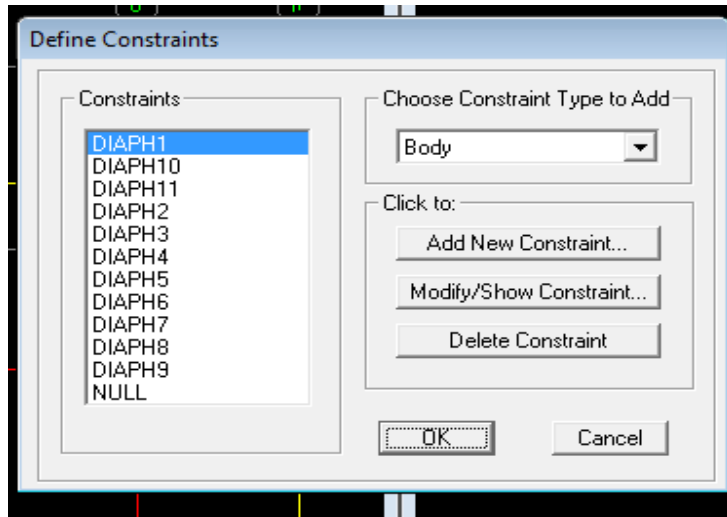 Define Constraints
Constraints
DIAPH1
DIAPH10
DIAPH11
DIAPH2
DIAPH3
DIAPH4
DIAPH5
DIAPH6
DIAPH7
DIAPH8
DIAPH9
NULL
Choose Constraint Type to Add
Body
Click to:
Add New Constraint...
Modify/Show Constraint...
Delete Constraint
OK
Cancel